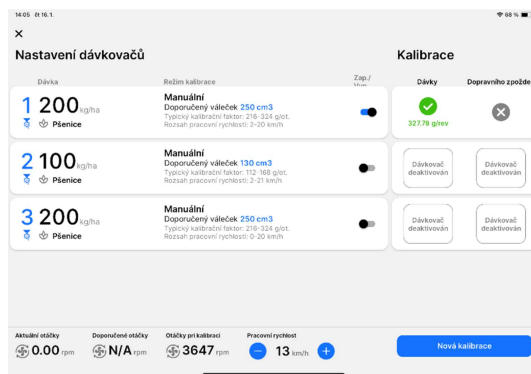 14:05 čt 16. 1.
68 %
Nastavení dávkovačů
Kalibrace
Dávka
Režim kalibrace
Zap./
Vyp.
Dávky
Dopravního zpožde
1 200 kg/ha
Pšenice
Manuální
Doporučený váleček 250 cm3
Typický kalibrační faktor: 216-324 g/ot.
Rozsah pracovní rychlosti: 2-20 km/h
327.79 g/rev
2 100 kg/ha
Pšenice
Manuální
Doporučený váleček 130 cm3
Typický kalibrační faktor: 112-168 g/ot.
Rozsah pracovní rychlosti: 2-21 km/h
Dávkovač
deaktivován
Dávkovač
deaktivován
3 200 kg/ha
Pšenice
Manuální
Doporučený váleček 250 cm3
Typický kalibrační faktor: 216-324 g/ot.
Rozsah pracovní rychlosti: 0-20 km/h
Dávkovač
deaktivován
Dávkovač
deaktivován
Aktuální otáčky
0.00 rpm
Doporučené otáčky
N/A rpm
Otáčky při kalibraci
3647 rpm
Pracovní rychlost
13 km/h
Nová kalibrace